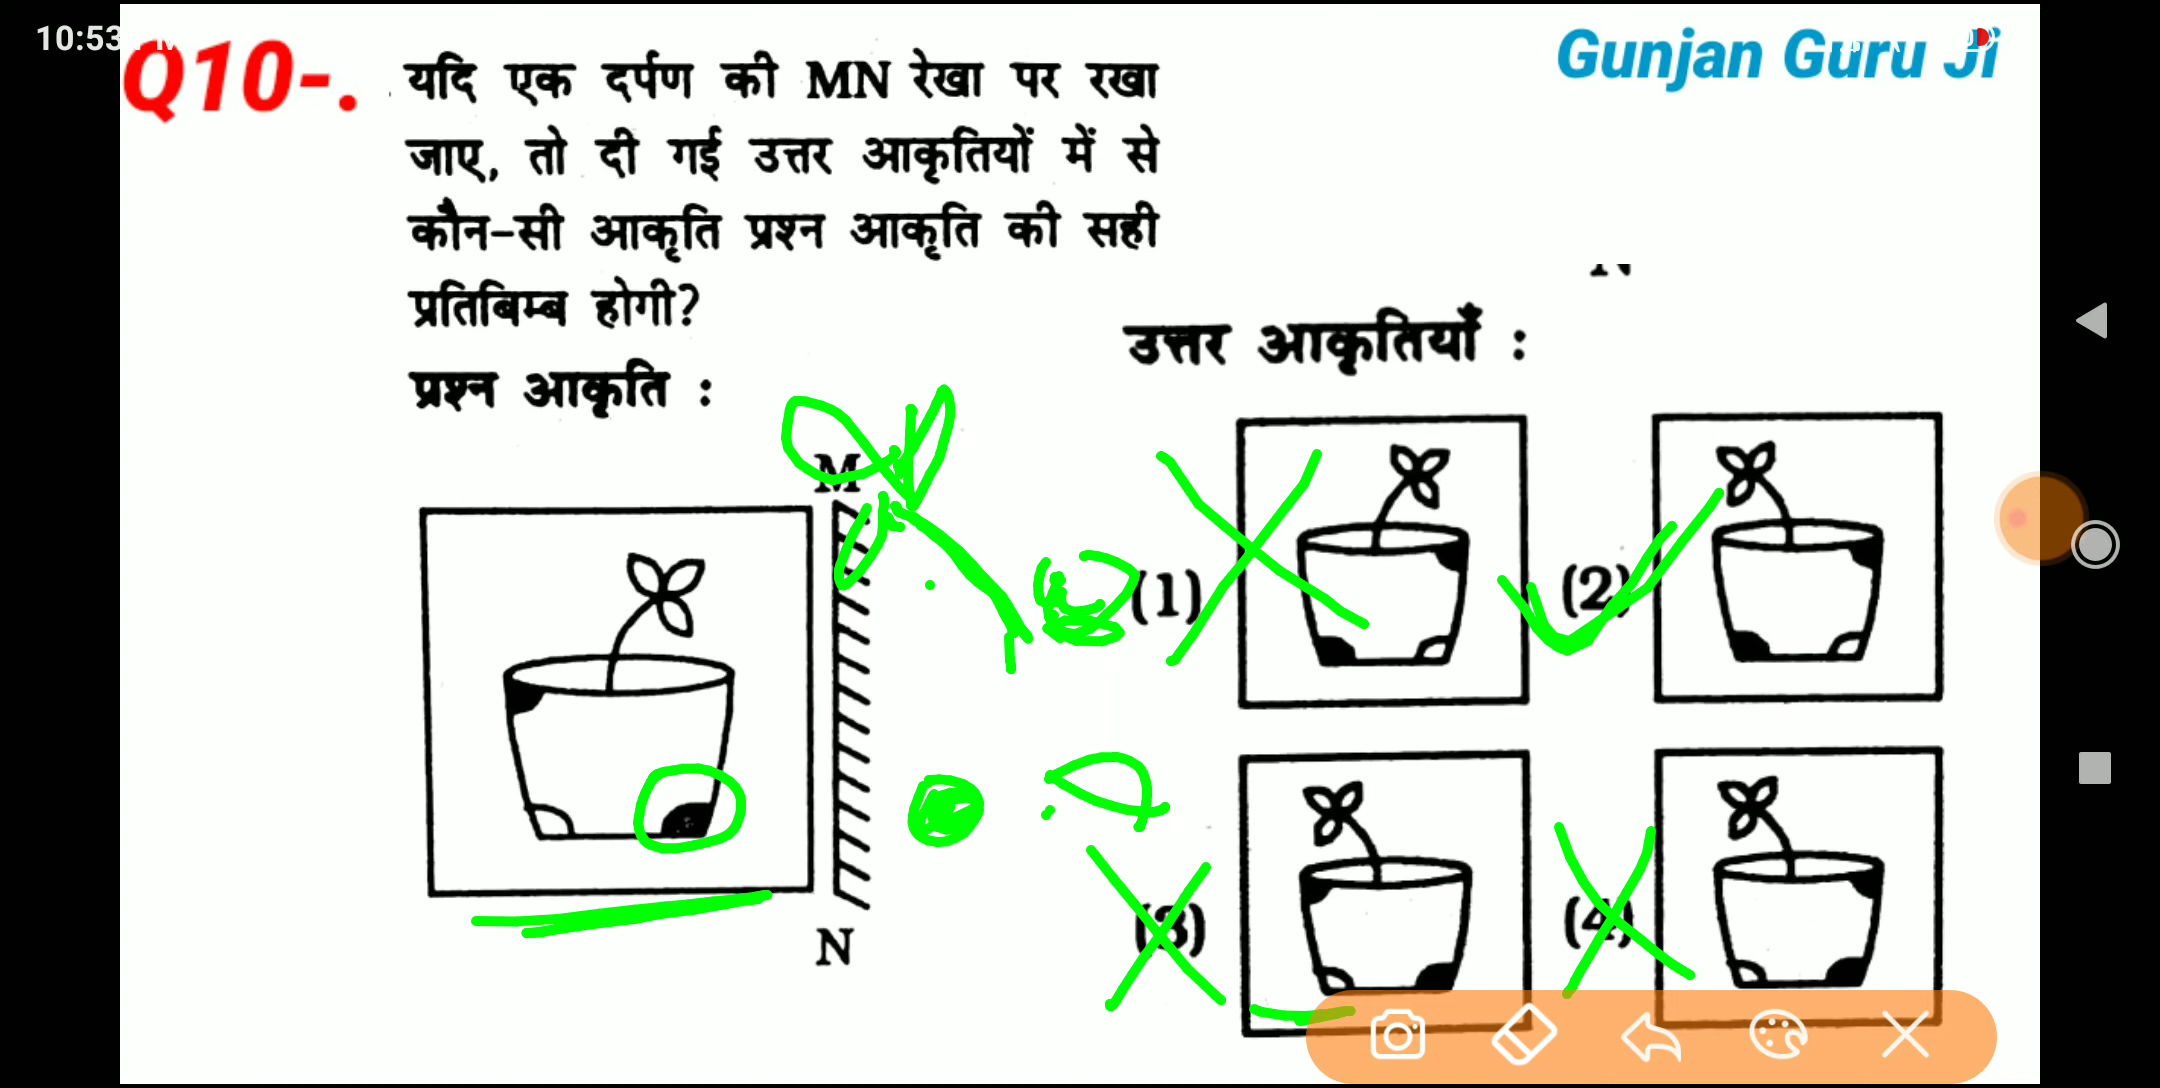 10:53
Q10-.
Gunjan Guru Ji
यदि एक दर्पण की MN रेखा पर रखा
जाए, तो दी गई उत्तर आकृतियों में से
कौन-सी आकृति प्रश्न आकृति की सही
प्रतिबिम्ब होगी?
प्रश्न आकृति :
M
N
N
उत्तर आकृतियाँ :
(1)
(2)
(3)
(4)